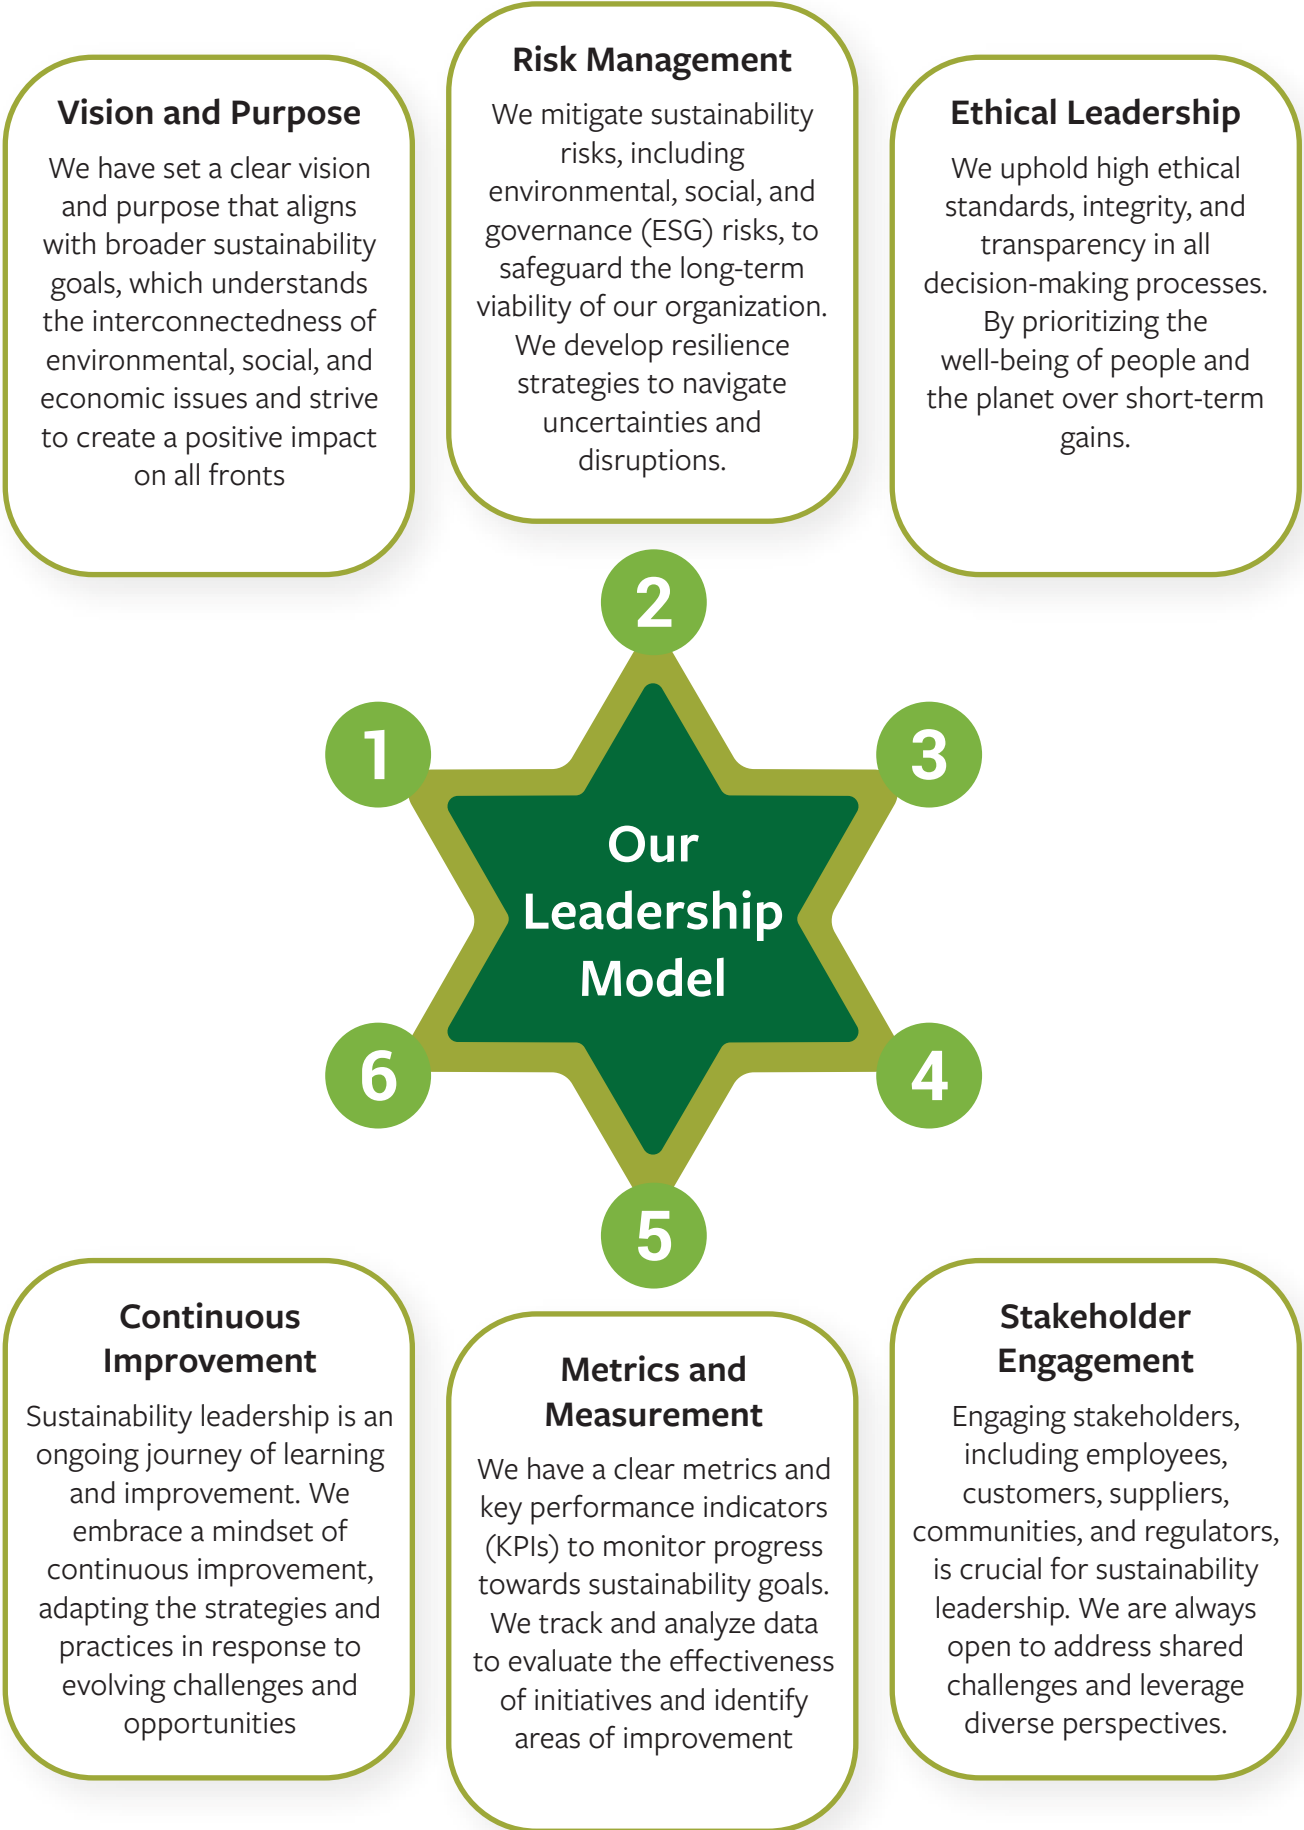 Vision and Purpose
We have set a clear vision
and purpose that aligns
with broader sustainability
goals, which understands
the interconnectedness of
environmental, social, and
economic issues and strive
to create a positive impact
on all fronts
Risk Management
We mitigate sustainability
risks, including
environmental, social, and
governance (ESG) risks, to
safeguard the long-term
viability of our organization.
We develop resilience
strategies to navigate
uncertainties and
disruptions.
Ethical Leadership
We uphold high ethical
standards, integrity, and
transparency in all
decision-making processes.
By prioritizing the
well-being of people and
the planet over short-term
gains.
1
2
3
Our
Leadership
Model
4
5
6
Continuous
Improvement
Sustainability leadership is an
ongoing journey of learning
and improvement. We
embrace a mindset of
continuous improvement,
adapting the strategies and
practices in response to
evolving challenges and
opportunities
Metrics and
Measurement
We have a clear metrics and
key performance indicators
(KPIs) to monitor progress
towards sustainability goals.
We track and analyze data
to evaluate the effectiveness
of initiatives and identify
areas of improvement
Stakeholder
Engagement
Engaging stakeholders,
including employees,
customers, suppliers,
communities, and regulators,
is crucial for sustainability
leadership. We are always
open to address shared
challenges and leverage
diverse perspectives.